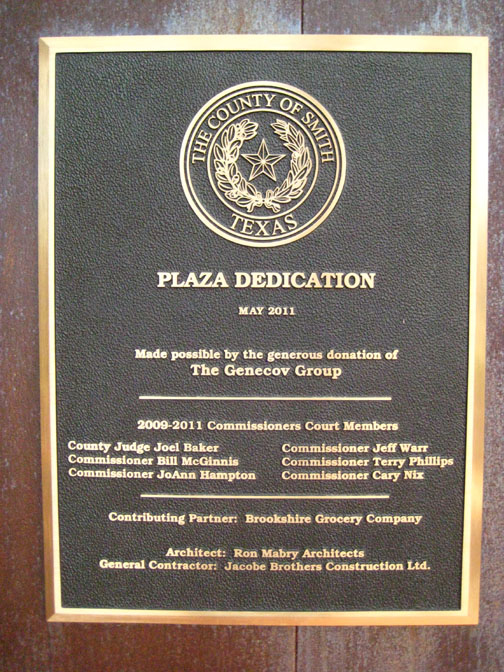 THE COUNTY OF SMITH
TEXAS
PLAZA DEDICATION
MAY 2011
Made possible by the generous donation of
The Genecov Group
2009-2011 Commissioners Court Members
County Judge Joel Baker Commissioner Jeff Warr
Commissioner Bill McGinnis Commissioner Terry Phillips
Commissioner JoAnn Hampton Commissioner Cary Nix
Contributing Partner: Brookshire Grocery Company
Architect: Ron Mabry Architects
General Contractor: Jacobe Brothers Construction Ltd.